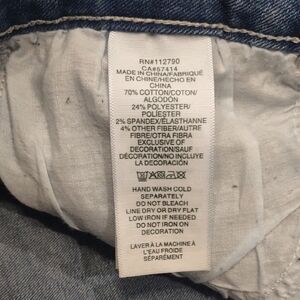 RN#112790
CA#57414
MADE IN CHINA/FABRIQUÉ
EN CHINE/HECHO EN
CHINA
70% COTTON/COTON/
ALGODÓN
24% POLYESTER/
POLIÉSTER
2% SPANDEX/ÉLASTHANNE
4% OTHER FIBER/AUTRE
FIBRE/OTRA FIBRA
EXCLUSIVE OF
DECORATION/SAUF
DÉCORATION/NO INCLUYE
LA DECORACIÓN
HAND WASH COLD
SEPARATELY
DO NOT BLEACH
LINE DRY OR DRY FLAT
LOW IRON IF NEEDED
DO NOT IRON ON
DECORATION
LAVER À LA MACHINE À
L'EAU FROIDE
SÉPARÉMENT